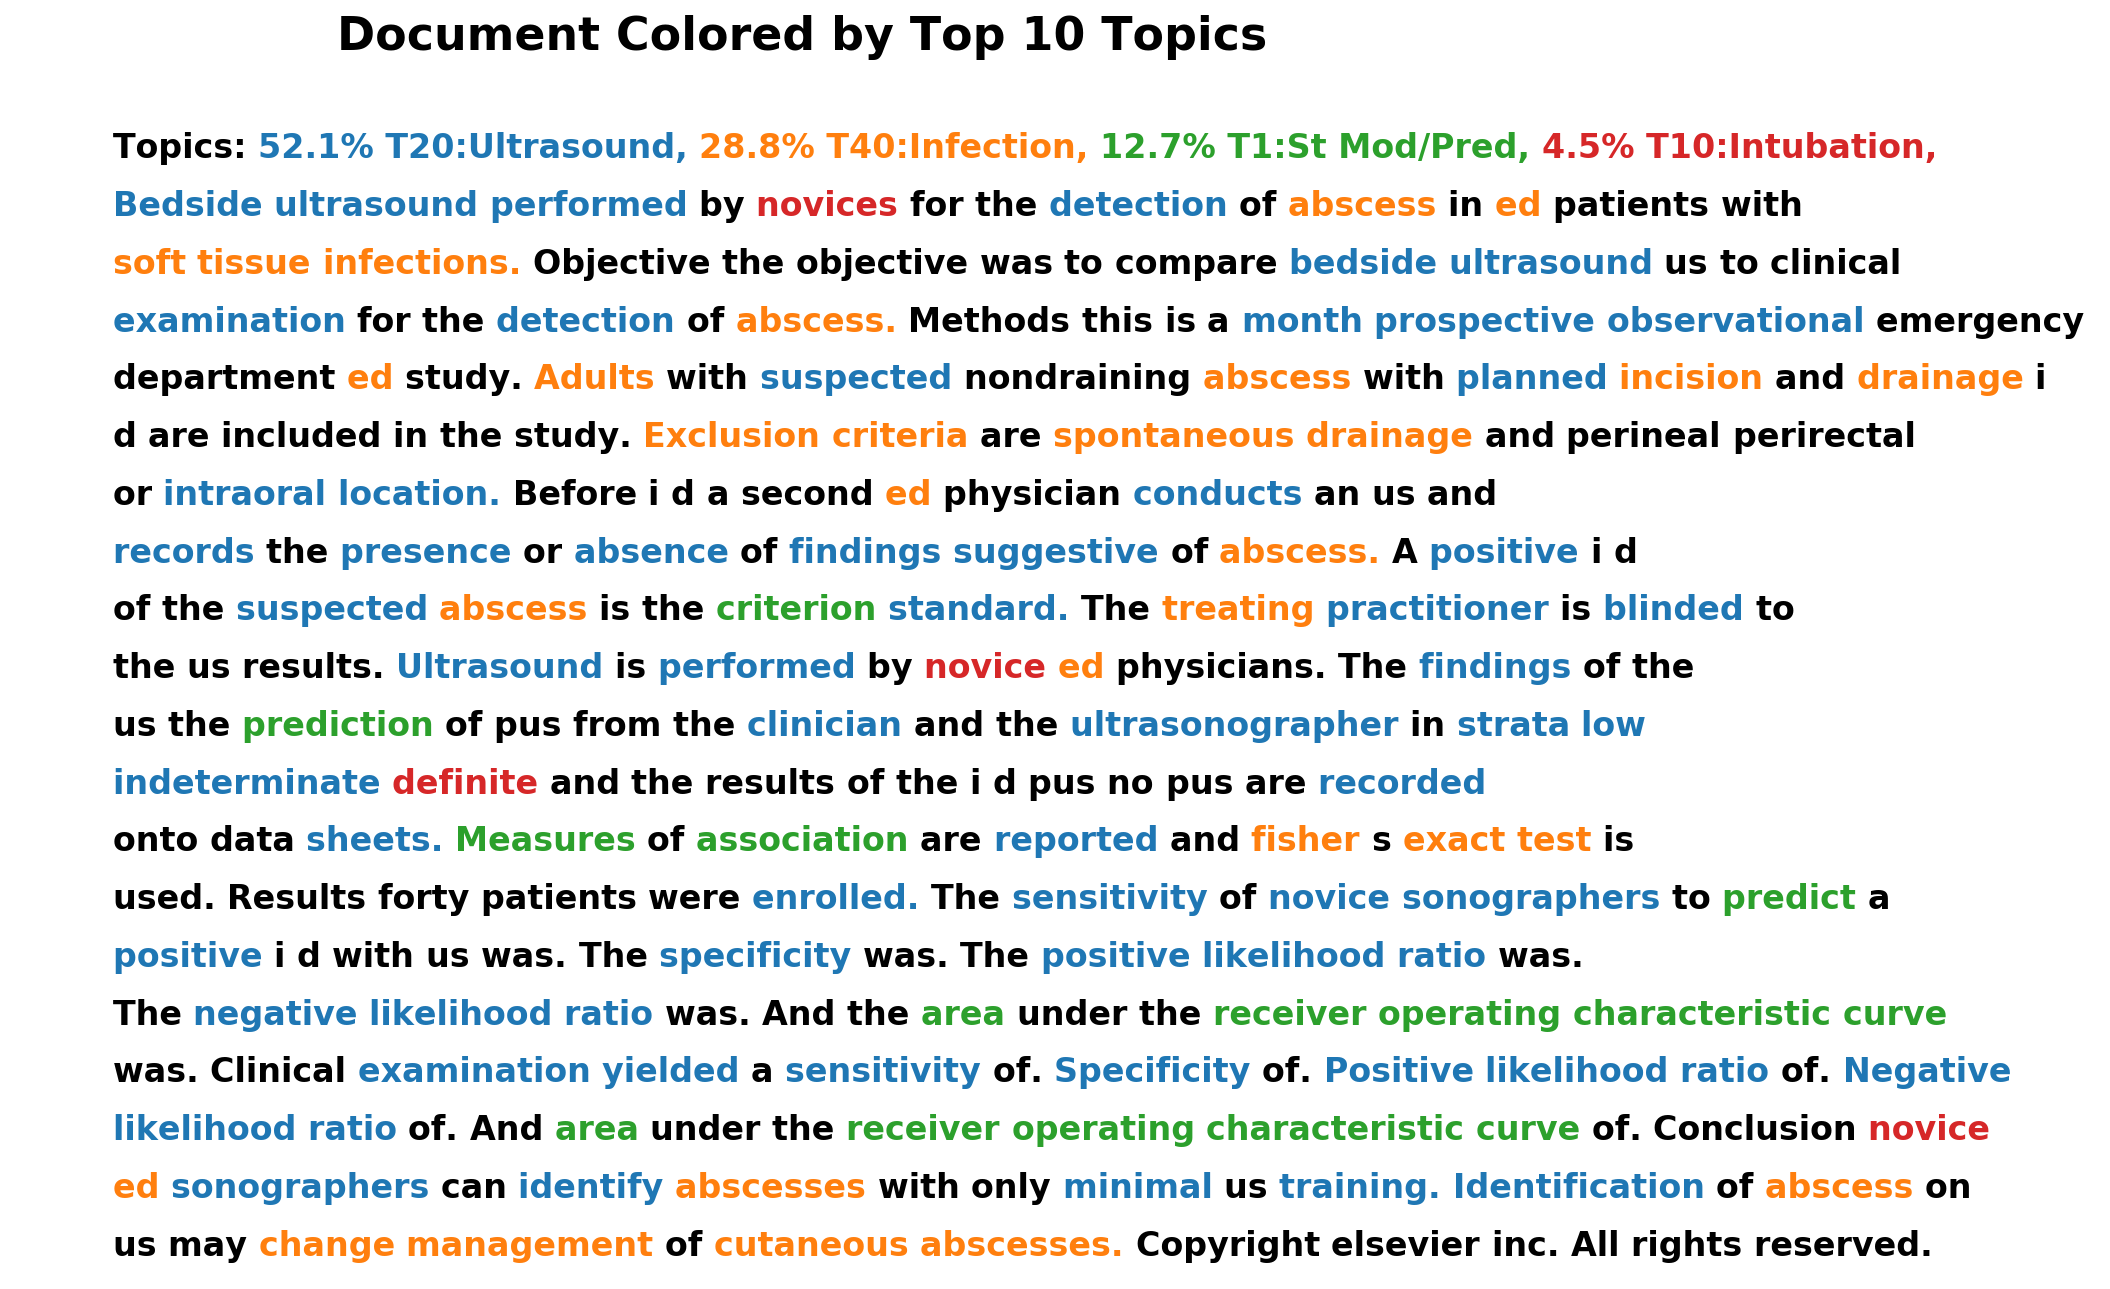 Document Colored by Top 10 Topics
Topics: 52.1% T20:Ultrasound, 28.8% T40:Infection, 12.7% T1:St Mod/Pred, 4.5% T10:Intubation,
Bedside ultrasound performed by novices for the detection of abscess in ed patients with
soft tissue infections. Objective the objective was to compare bedside ultrasound us to clinical
examination for the detection of abscess. Methods this is a month prospective observational emergency
department ed study. Adults with suspected nondraining abscess with planned incision and drainage i
d are included in the study. Exclusion criteria are spontaneous drainage and perineal perirectal
or intraoral location. Before i d a second ed physician conducts an us and
records the presence or absence of findings suggestive of abscess. A positive i d
of the suspected abscess is the criterion standard. The treating practitioner is blinded to
the us results. Ultrasound is performed by novice ed physicians. The findings of the
us the prediction of pus from the clinician and the ultrasonographer in strata low
indeterminate definite and the results of the i d pus no pus are recorded
onto data sheets. Measures of association are reported and fisher s exact test is
used. Results forty patients were enrolled. The sensitivity of novice sonographers to predict a
positive i d with us was. The specificity was. The positive likelihood ratio was.
The negative likelihood ratio was. And the area under the receiver operating characteristic curve
was. Clinical examination yielded a sensitivity of. Specificity of. Positive likelihood ratio of. Negative
likelihood ratio of. And area under the receiver operating characteristic curve of. Conclusion novice
ed sonographers can identify abscesses with only minimal us training. Identification of abscess on
us may change management of cutaneous abscesses. Copyright elsevier inc. All rights reserved.